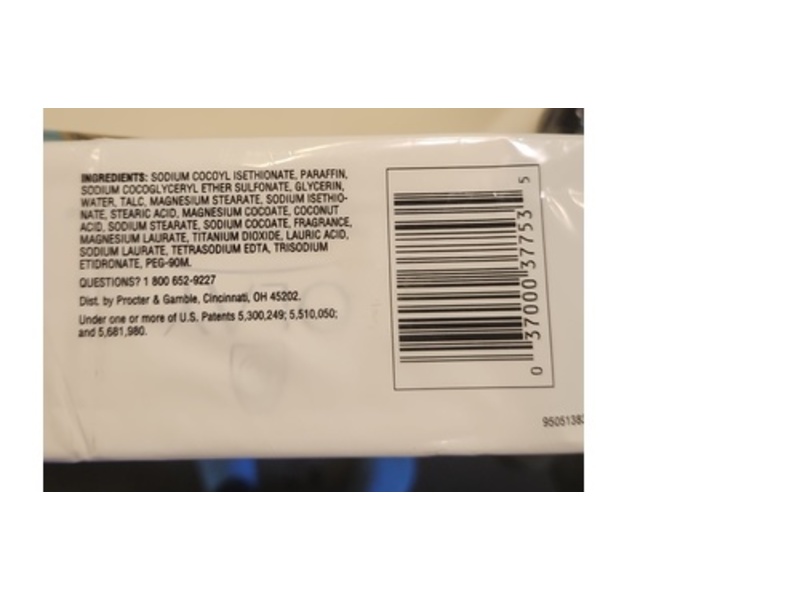 INGREDIENTS: SODIUM COCOYL ISETHIONATE, PARAFFIN,
SODIUM COCOGLYCERYL ETHER SULFONATE, GLYCERIN,
WATER, TALC, MAGNESIUM STEARATE, SODIUM ISETHIO-
NATE, STEARIC ACID, MAGNESIUM COCOATE, COCONUT
ACID, SODIUM STEARATE, SODIUM COCOATE, FRAGRANCE,
MAGNESIUM LAURATE, TITANIUM DIOXIDE, LAURIC ACID,
SODIUM LAURATE, TETRASODIUM EDTA, TRISODIUM
ETIDRONATE, PEG-90M.
QUESTIONS? 1 800 652-9227
Dist. by Procter & Gamble, Cincinnati, OH 45202.
Under one or more of U.S. Patents 5,300,249; 5,510,050;
and 5,681,980.
0 37000 37753 5